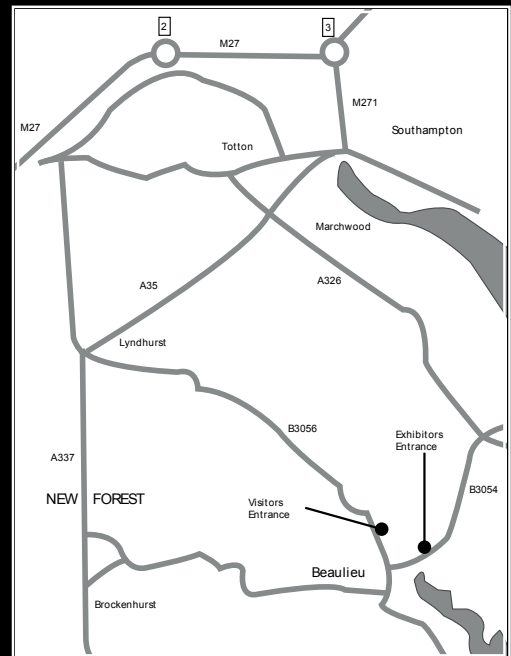 2
3
M27
M271
M27
Southampton
Totton
Marchwood
A35
A326
Lyndhurst
B3056
Exhibitors
Entrance
A337
B3054
NEW FOREST
Visitors
Entrance
Beaulieu
Brockenhurst